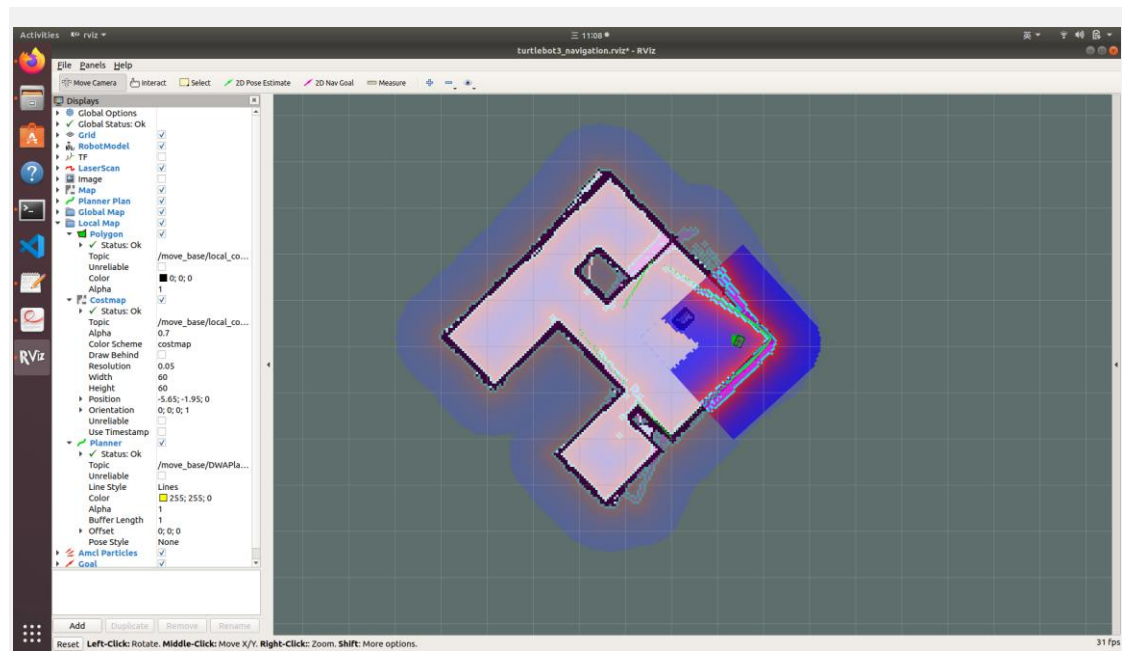 Activities rviz 三 11:08 英
turtlebot3_navigation.rviz* - RViz
File Panels Help
Move Camera Interact Select 2D Pose Estimate 2D Nav Goal Measure
Displays
Global Options
Global Status: Ok
Grid
RobotModel
TF
LaserScan
Image
Map
Planner Plan
Global Map
Local Map
Polygon
Status: Ok
Topic /move_base/local_co...
Unreliable
Color 0; 0; 0
Alpha 1
Costmap
Status: Ok
Topic /move_base/local_co...
Alpha 0.7
Color Scheme costmap
Draw Behind
Resolution 0.05
Width 60
Height 60
Position -5.65; -1.95; 0
Orientation 0; 0; 0; 1
Unreliable
Use Timestamp
Planner
Status: Ok
Topic /move_base/DWAPla...
Unreliable
Line Style Lines
Color 255; 255; 0
Alpha 1
Buffer Length 1
Offset 0; 0; 0
Pose Style None
Amcl Particles
Goal
RViz
Add Duplicate Remove Rename
Reset Left-Click: Rotate. Middle-Click: Move X/Y. Right-Click:: Zoom. Shift: More options. 31 fps